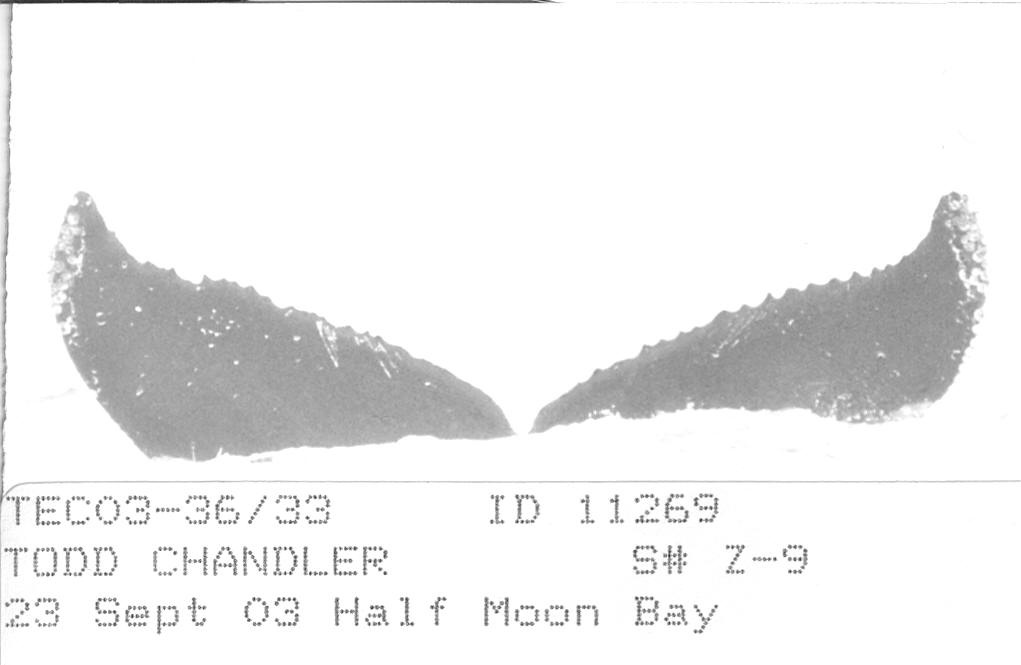 TEC03-36/33 ID 11269
TODD CHANDLER S# Z-9
23 Sept 03 Half Moon Bay